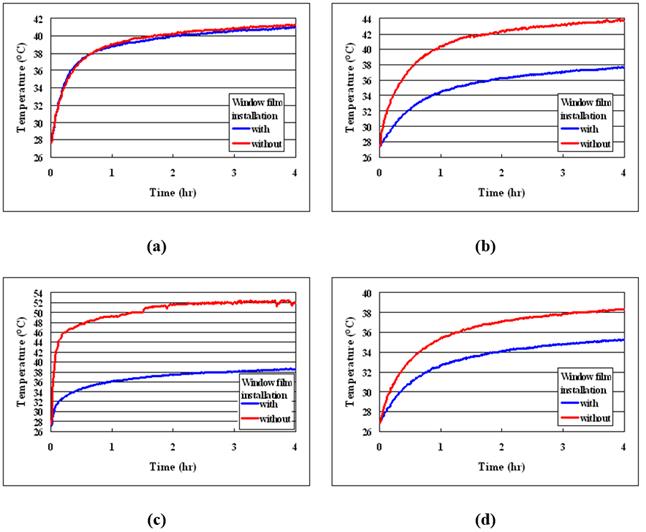 42
40
38
36
34
32
30
28
26
Temperature (°C)
0 1 2 3 4
Time (hr)
Window film
installation
with
without
(a)
44
42
40
38
36
34
32
30
28
26
Temperature (°C)
0 1 2 3 4
Time (hr)
Window film
installation
with
without
(b)
54
52
50
48
46
44
42
40
38
36
34
32
30
28
26
Temperature (°C)
0 1 2 3 4
Time (hr)
Window film
installation
with
without
(c)
40
38
36
34
32
30
28
26
Temperature (°C)
0 1 2 3 4
Time (hr)
Window film
installation
with
without
(d)